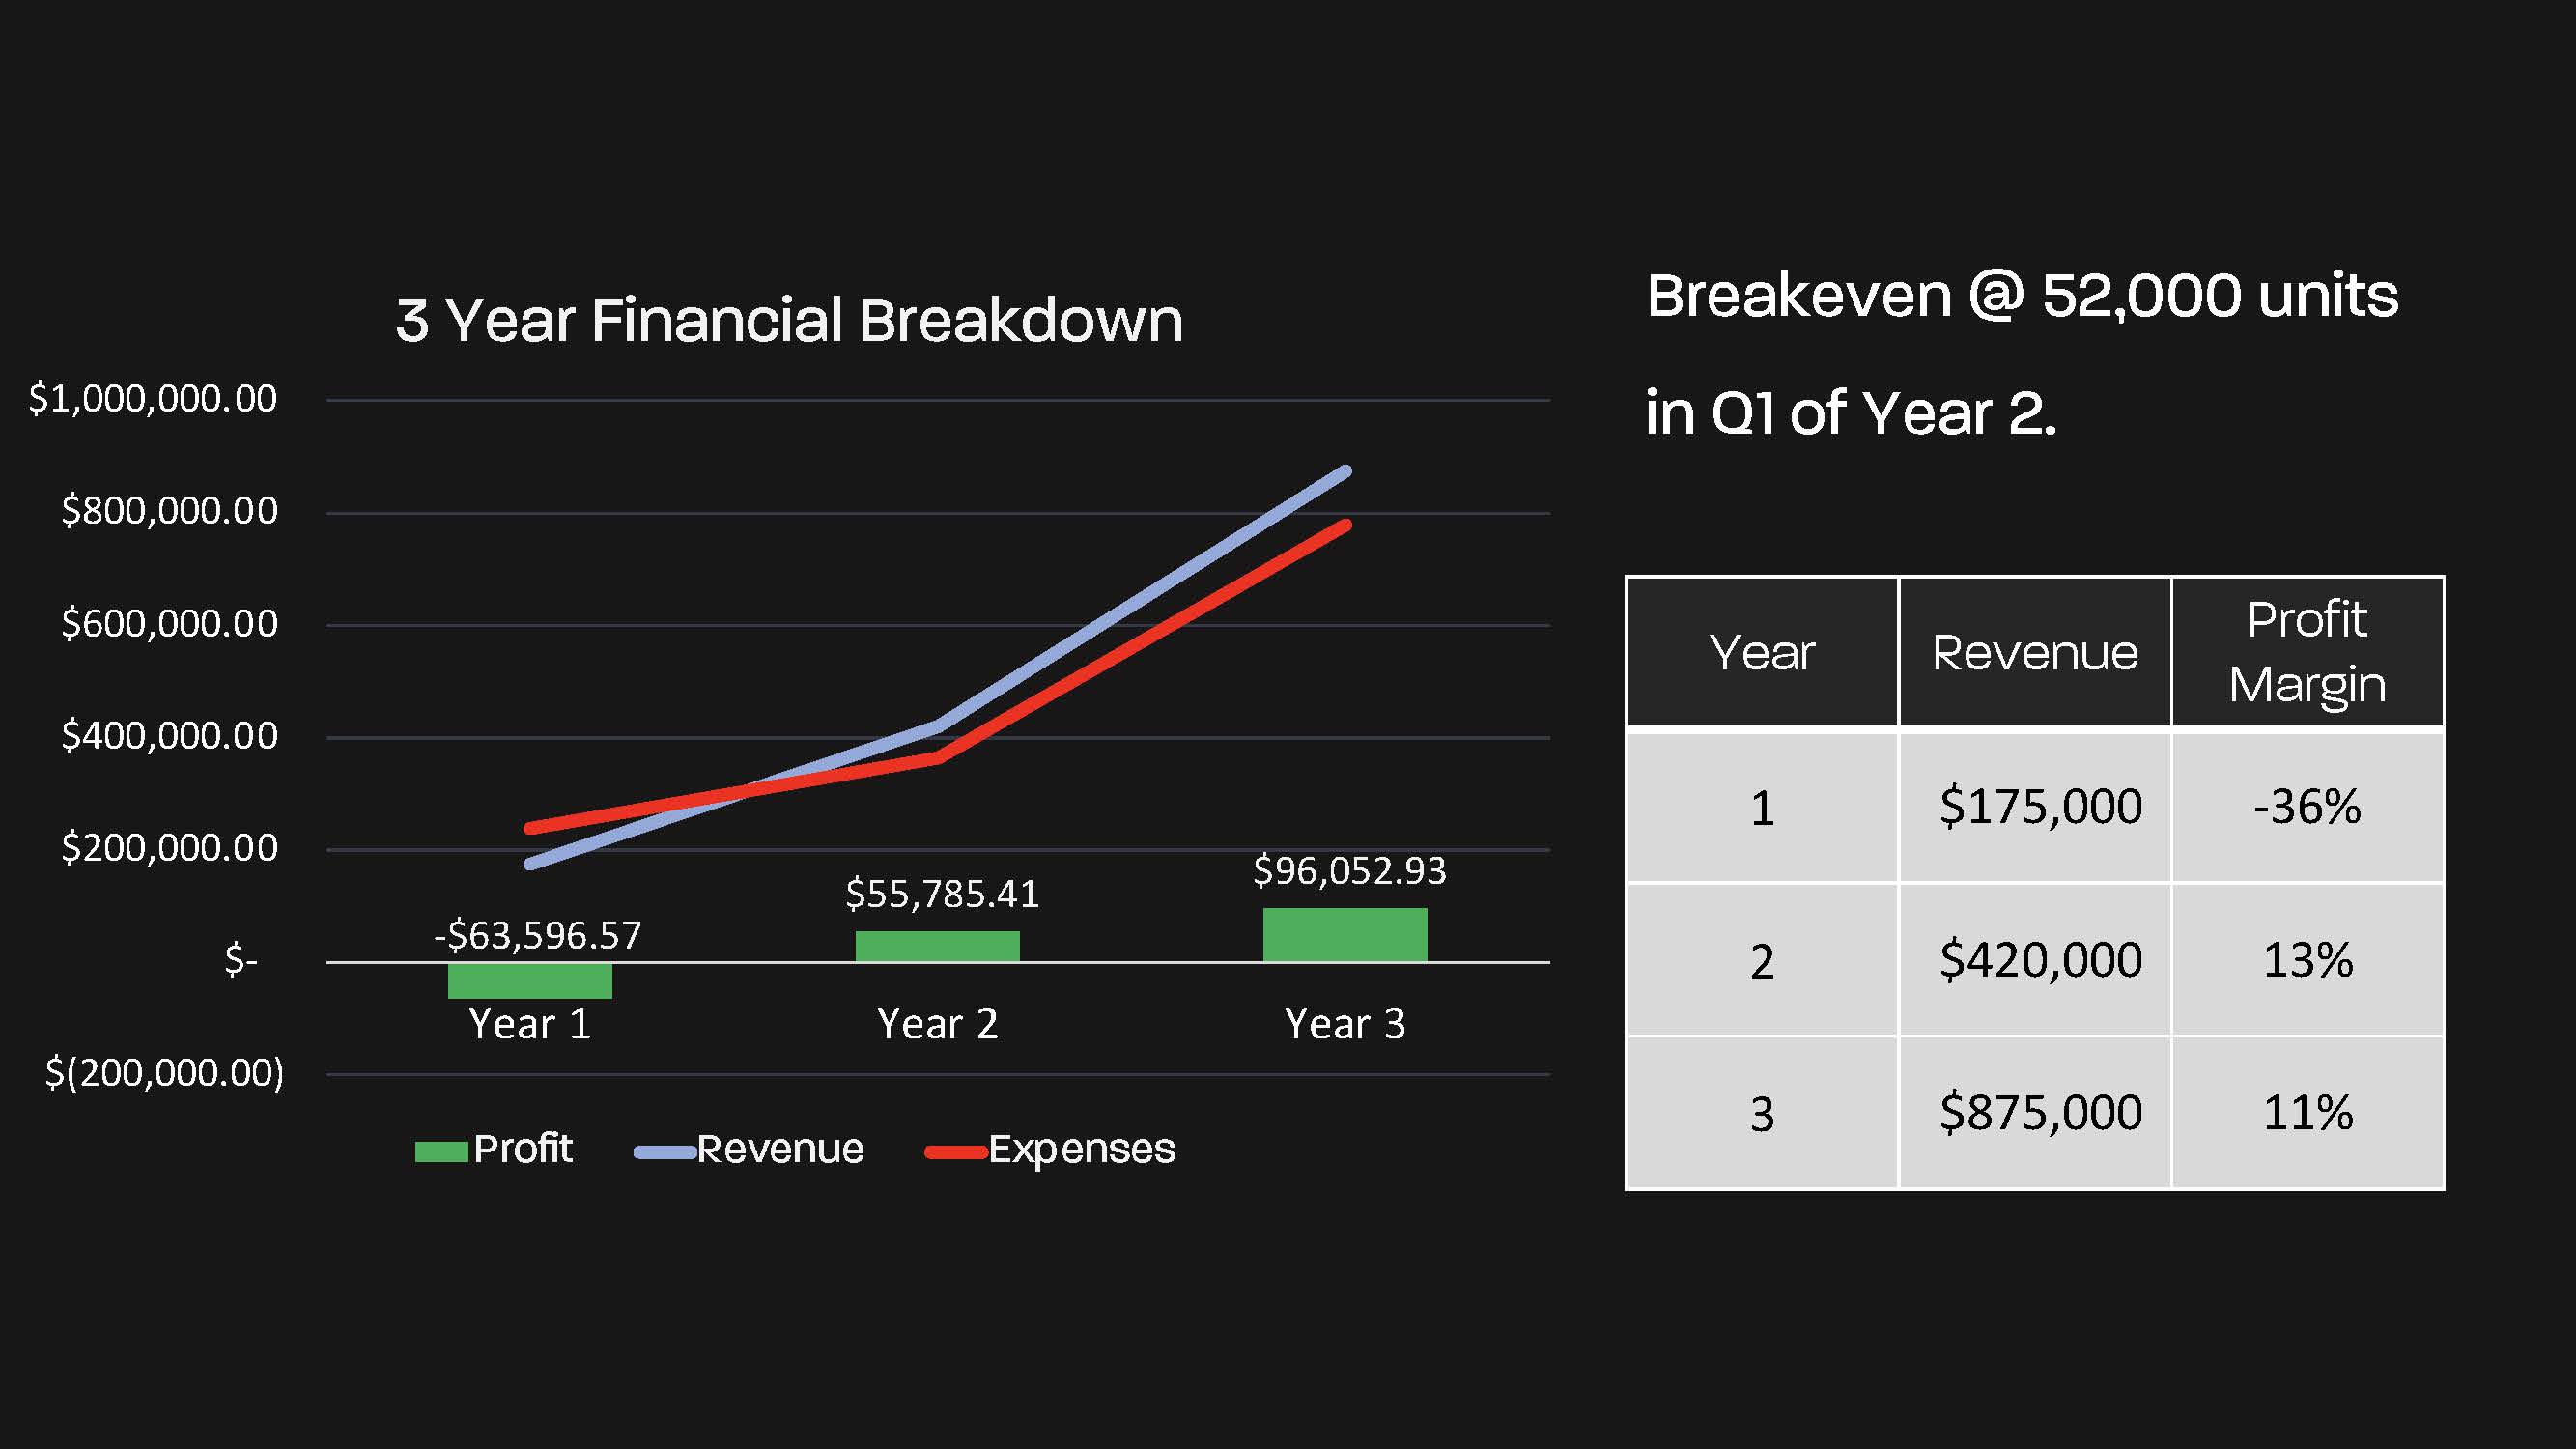 3 Year Financial Breakdown
$1,000,000.00
$800,000.00
$600,000.00
$400,000.00
$200,000.00
$-
$(200,000.00)
-$63,596.57
$55,785.41
$96,052.93
Year 1
Year 2
Year 3
Profit
Revenue
Expenses
Breakeven @ 52,000 units
in Q1 of Year 2.
Year Revenue Profit
Margin
1 $175,000 -36%
2 $420,000 13%
3 $875,000 11%